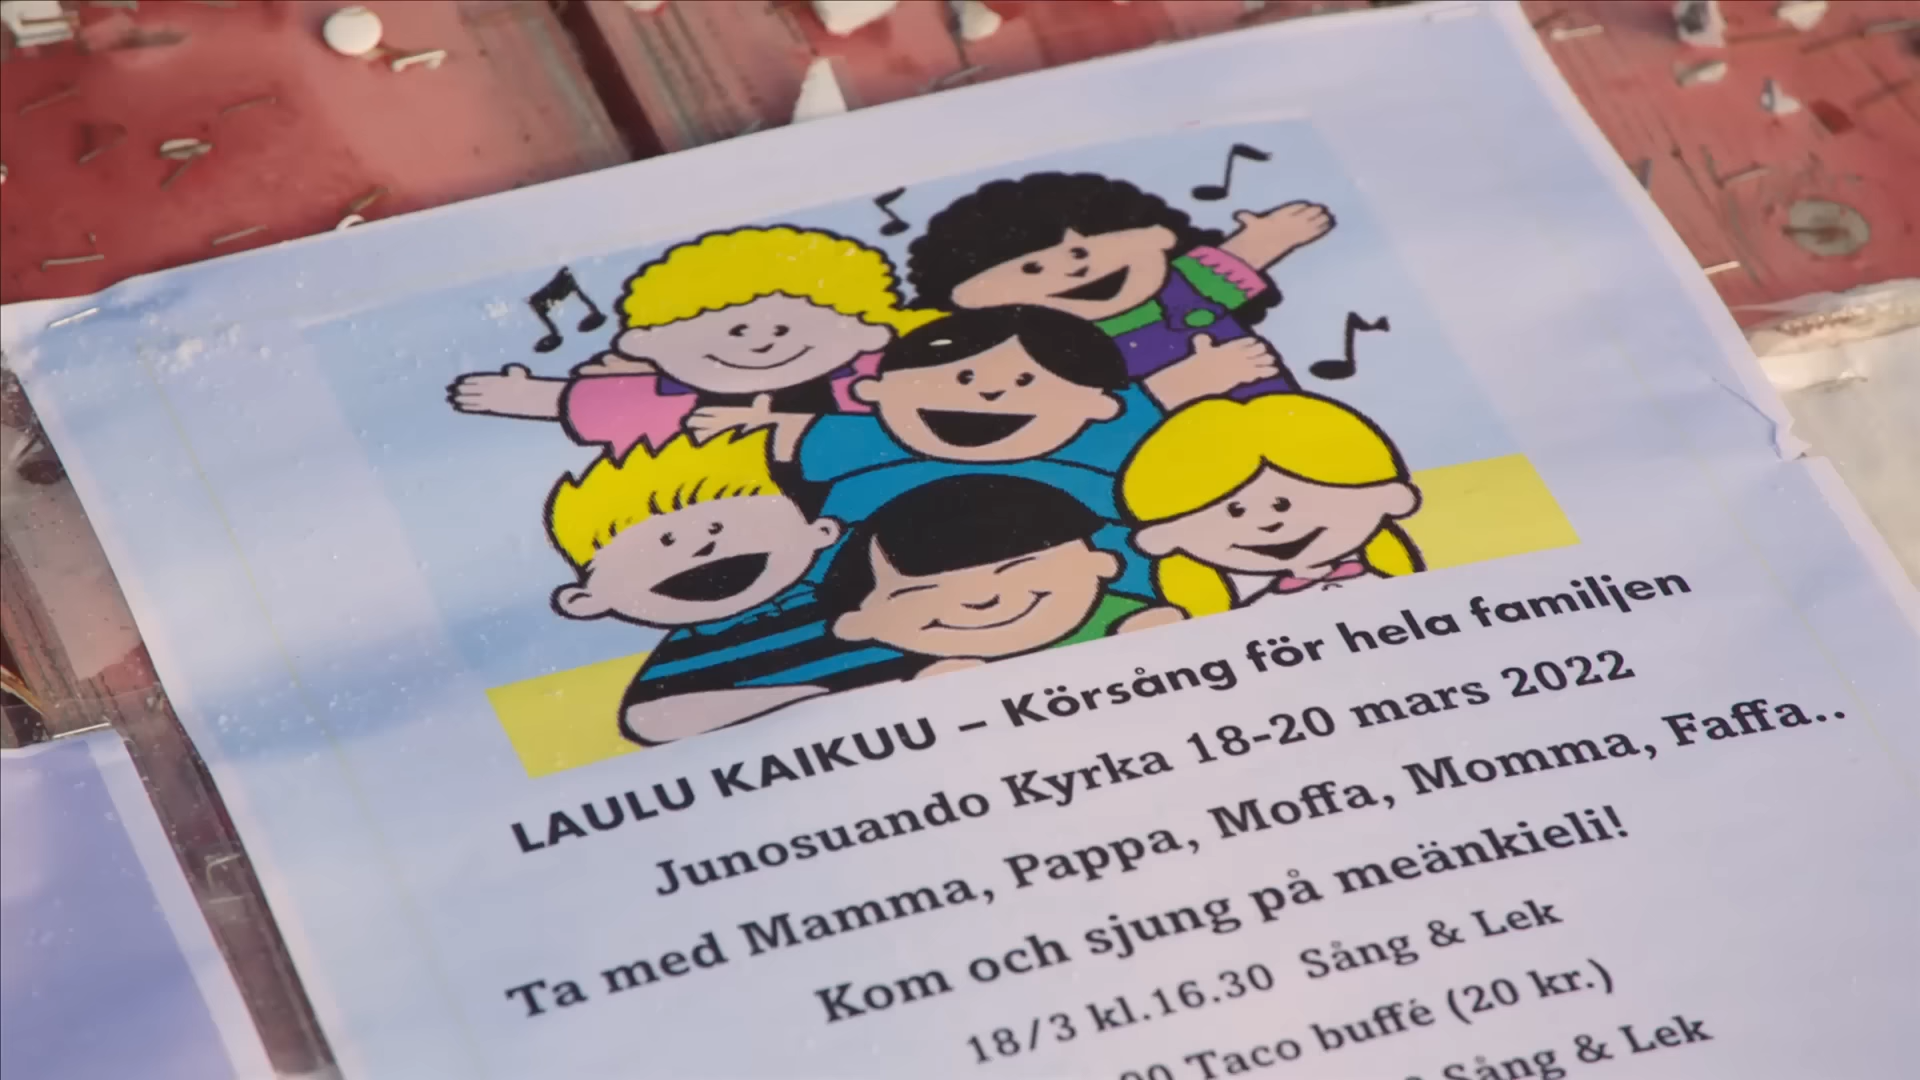 LAULU KAIKUU – Körsång för hela familjen
Junosuando Kyrka 18-20 mars 2022
Ta med Mamma, Pappa, Moffa, Momma, Faffa..
Kom och sjung på meänkieli!
18/3 kl.16.30 Sång & Lek
00 Taco buffé (20 kr.)
Sång & Lek